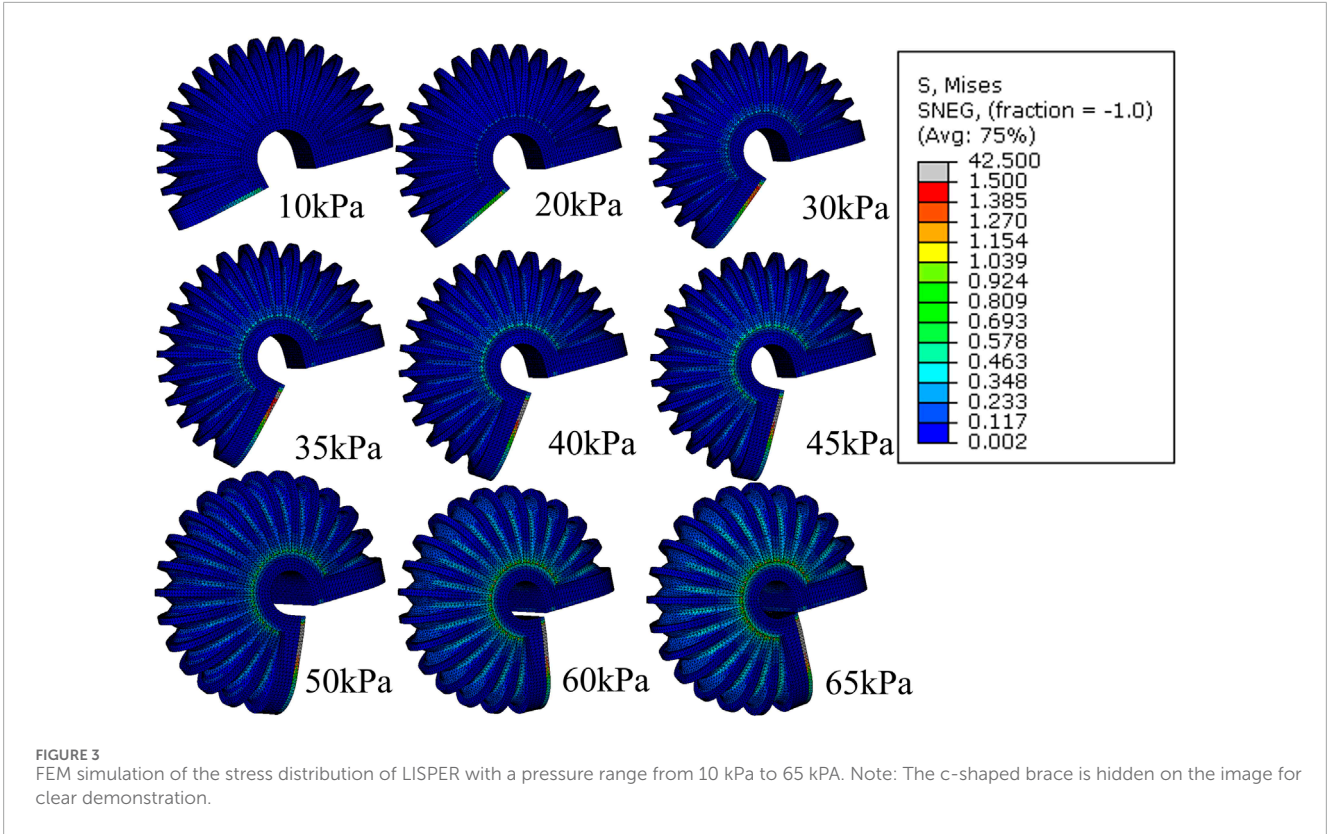 10kPa
20kPa
30kPa
35kPa
40kPa
45kPa
50kPa
60kPa
65kPa
S, Mises
SNEG, (fraction = -1.0)
(Avg: 75%)
42.500
1.500
1.385
1.270
1.154
1.039
0.924
0.809
0.693
0.578
0.463
0.348
0.233
0.117
0.002
FIGURE 3
FEM simulation of the stress distribution of LISPER with a pressure range from 10 kPa to 65 kPA. Note: The c-shaped brace is hidden on the image for
clear demonstration.